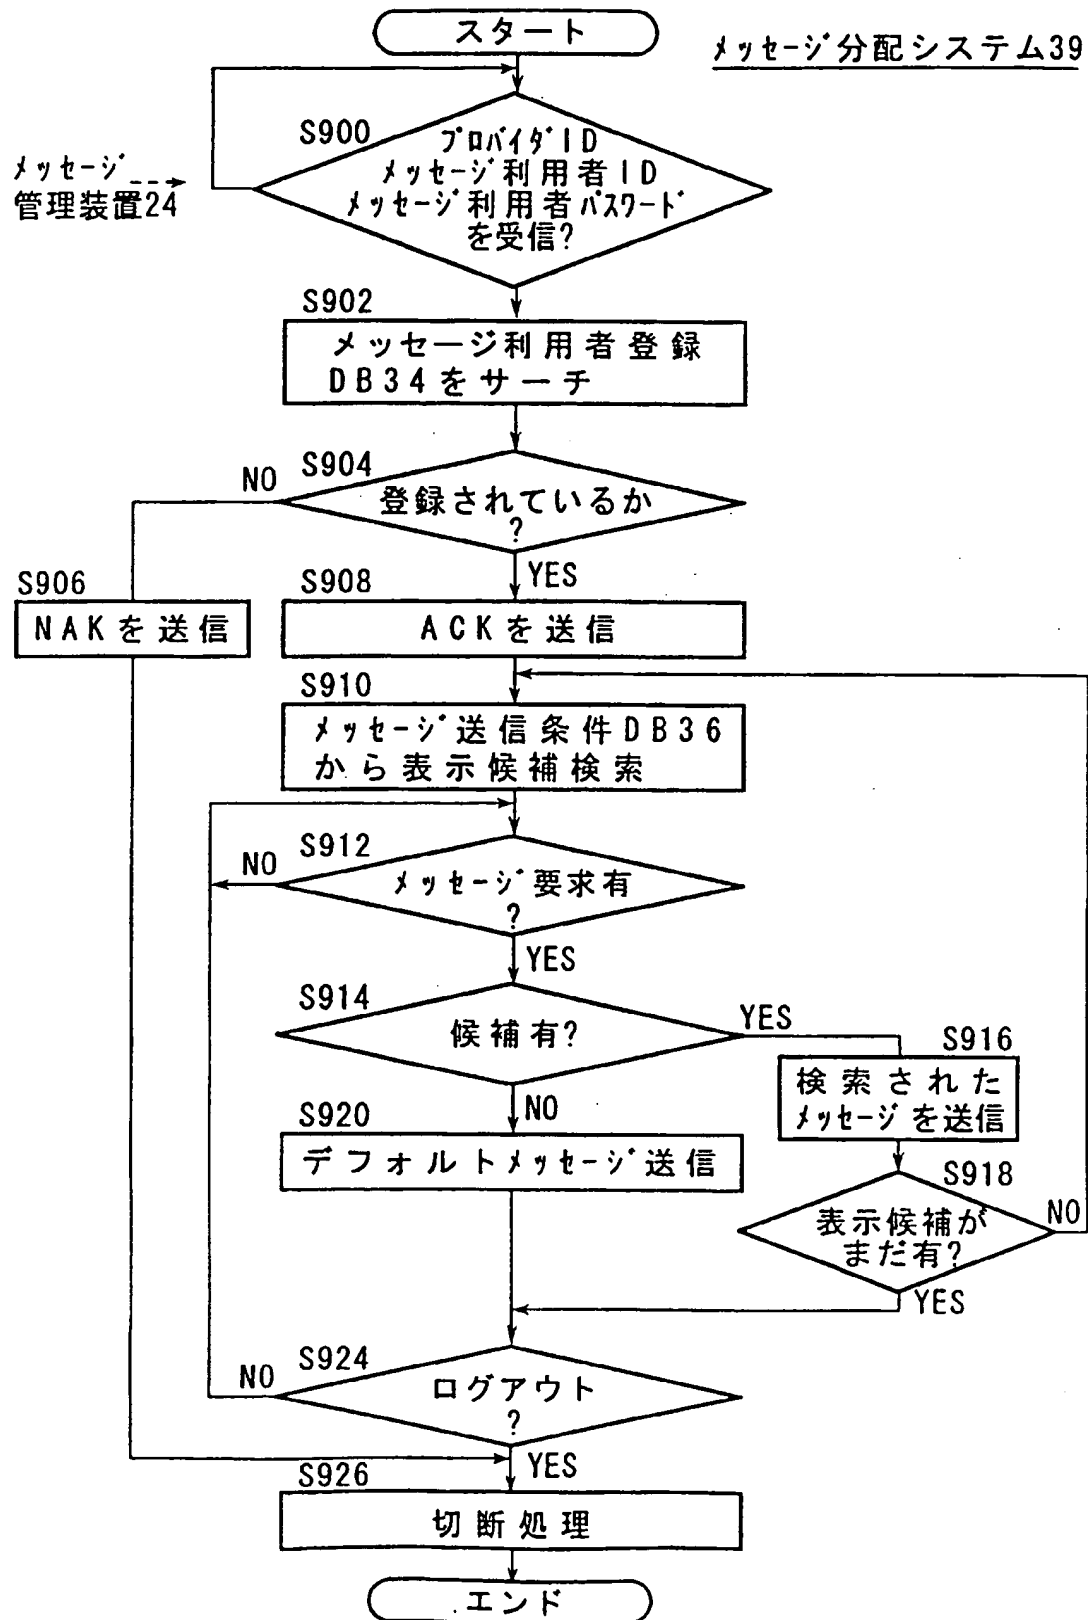 スタート
メッセージ分配システム39
S900
プロバイダID
メッセージ利用者ID
メッセージ利用者パスワード
を受信?
メッセージ
管理装置24
S902
メッセージ利用者登録
DB34をサーチ
S904
NO
登録されているか
?
YES
S906
NAKを送信
S908
ACKを送信
S910
メッセージ送信条件DB36
から表示候補検索
S912
NO
メッセージ要求有
?
YES
S914
候補有?
YES
NO
S916
検索された
メッセージを送信
S920
デフォルトメッセージ送信
S918
表示候補が
まだ有?
NO
YES
S924
NO
ログアウト
?
YES
S926
切断処理
エンド